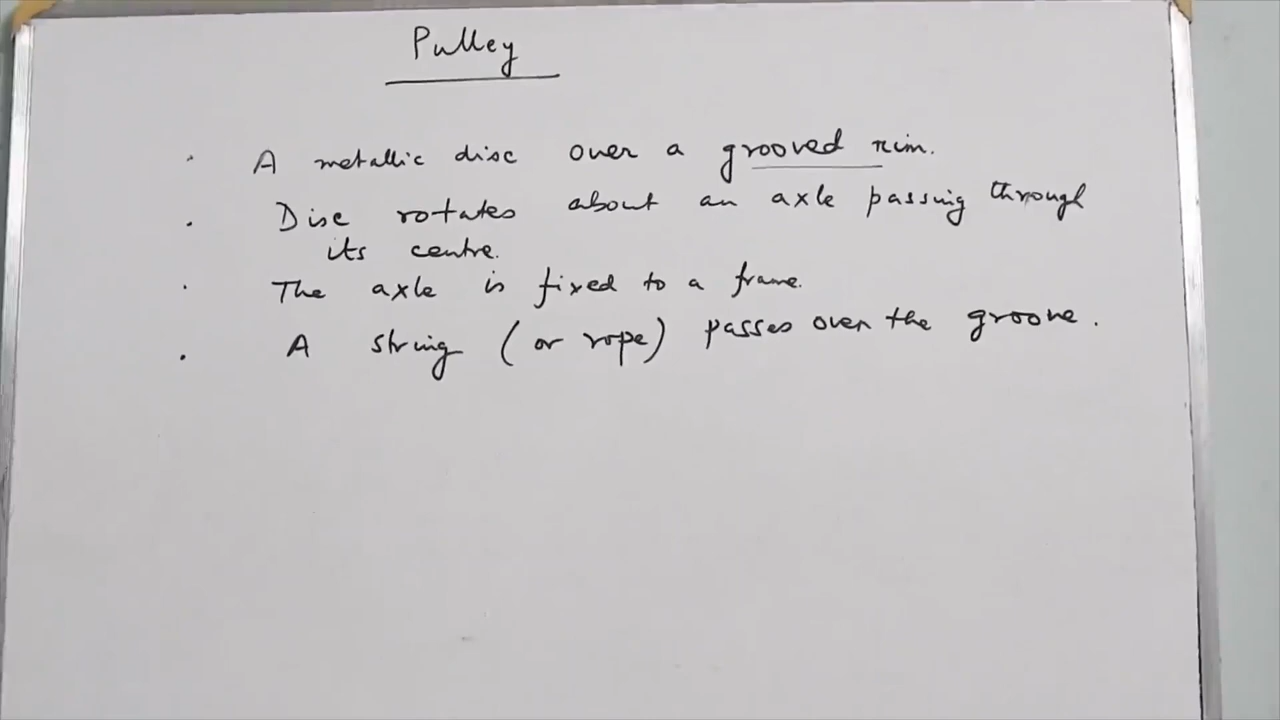 Pulley
. A metallic disc over a grooved rim.
. Disc rotates about an axle passing through
its centre.
. The axle is fixed to a frame.
. A string (or rope) passes over the groove.